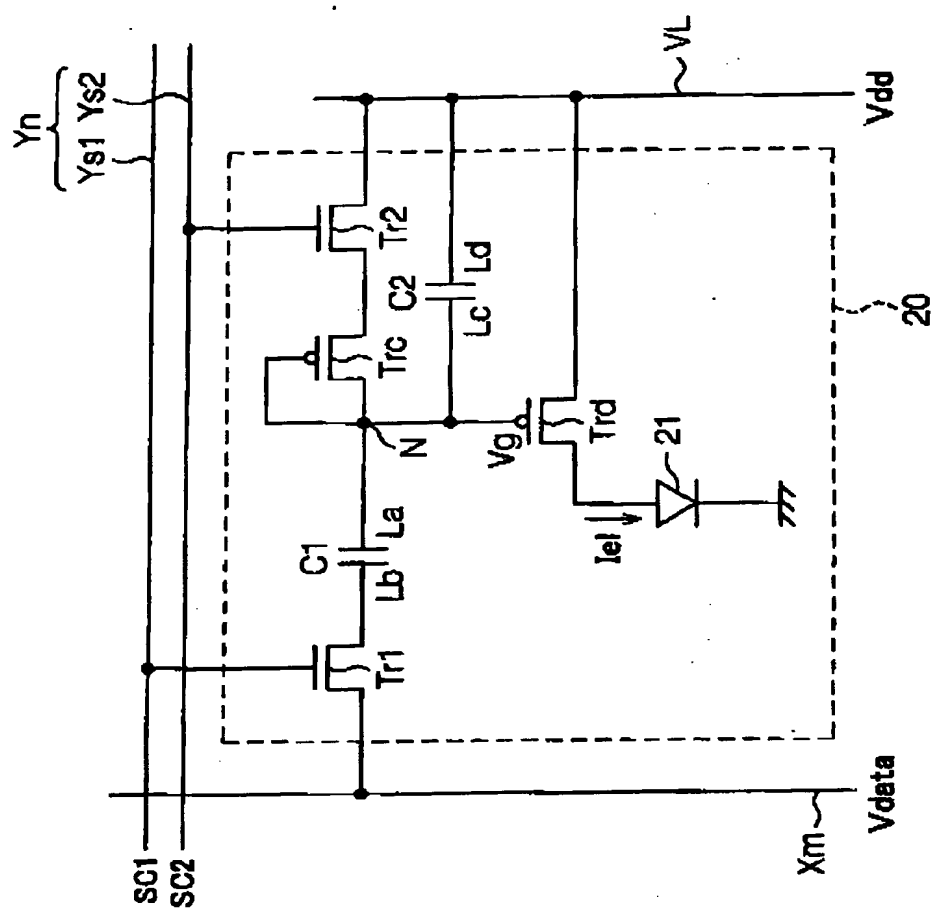 Yn
Ys1 Ys2
SC1
SC2
VL
Tr2
Trc
C2
Lc Ld
N
C1
Lb La
Tr1
Vg
Trd
21
Iel
20
Xm
Vdata
Vdd